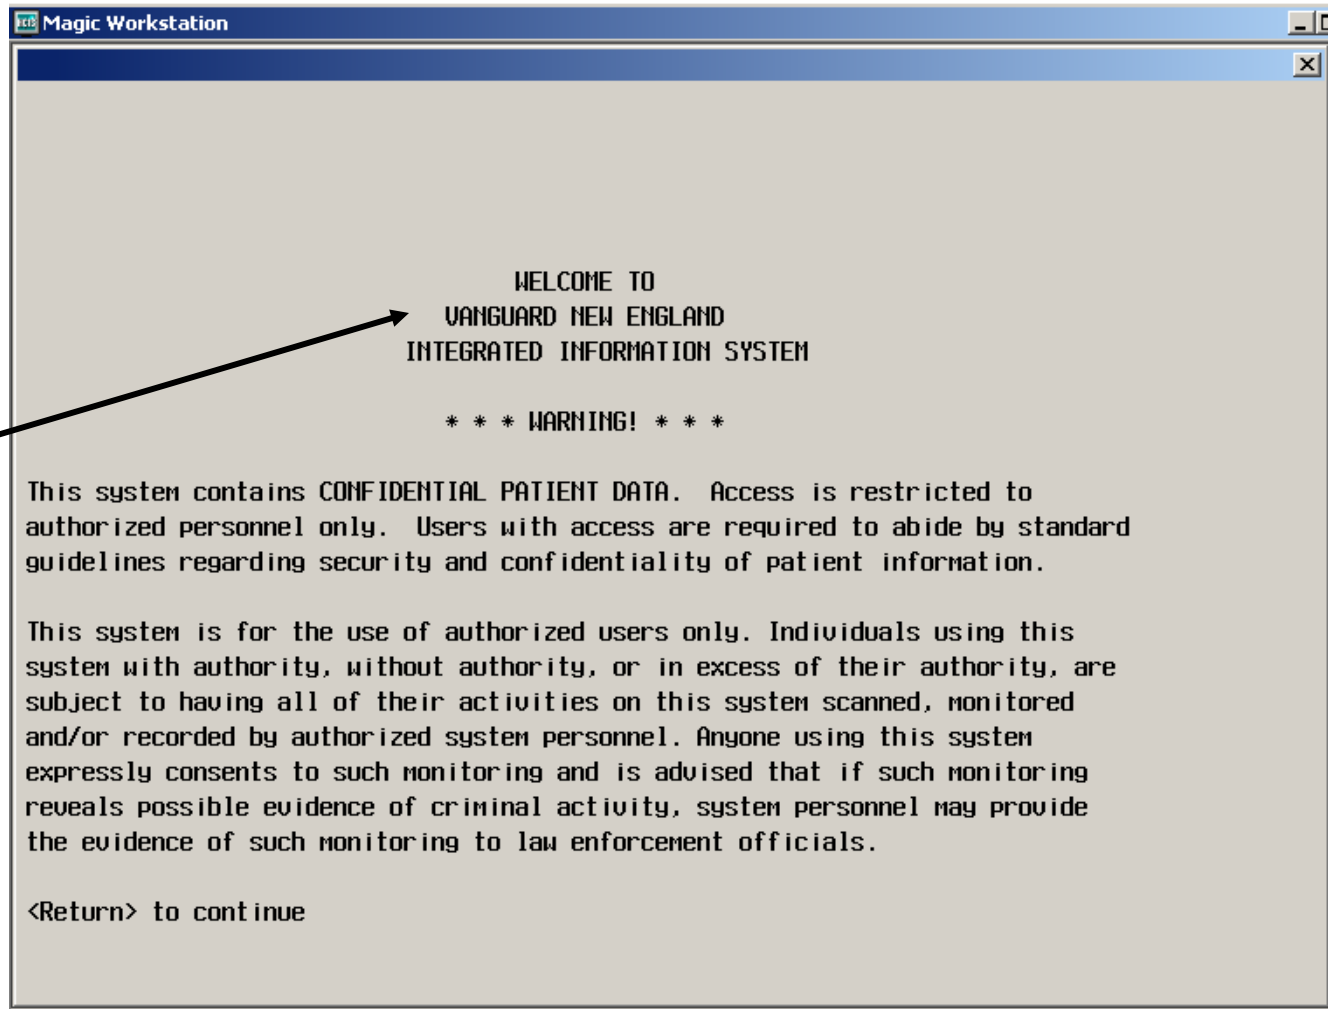 Magic Workstation
WELCOME TO
VANGUARD NEW ENGLAND
INTEGRATED INFORMATION SYSTEM
* * * WARNING! * * *
This system contains CONFIDENTIAL PATIENT DATA.  Access is restricted to
authorized personnel only.  Users with access are required to abide by standard
guidelines regarding security and confidentiality of patient information.
This system is for the use of authorized users only. Individuals using this
system with authority, without authority, or in excess of their authority, are
subject to having all of their activities on this system scanned, monitored
and/or recorded by authorized system personnel. Anyone using this system
expressly consents to such monitoring and is advised that if such monitoring
reveals possible evidence of criminal activity, system personnel may provide
the evidence of such monitoring to law enforcement officials.
<Return> to continue